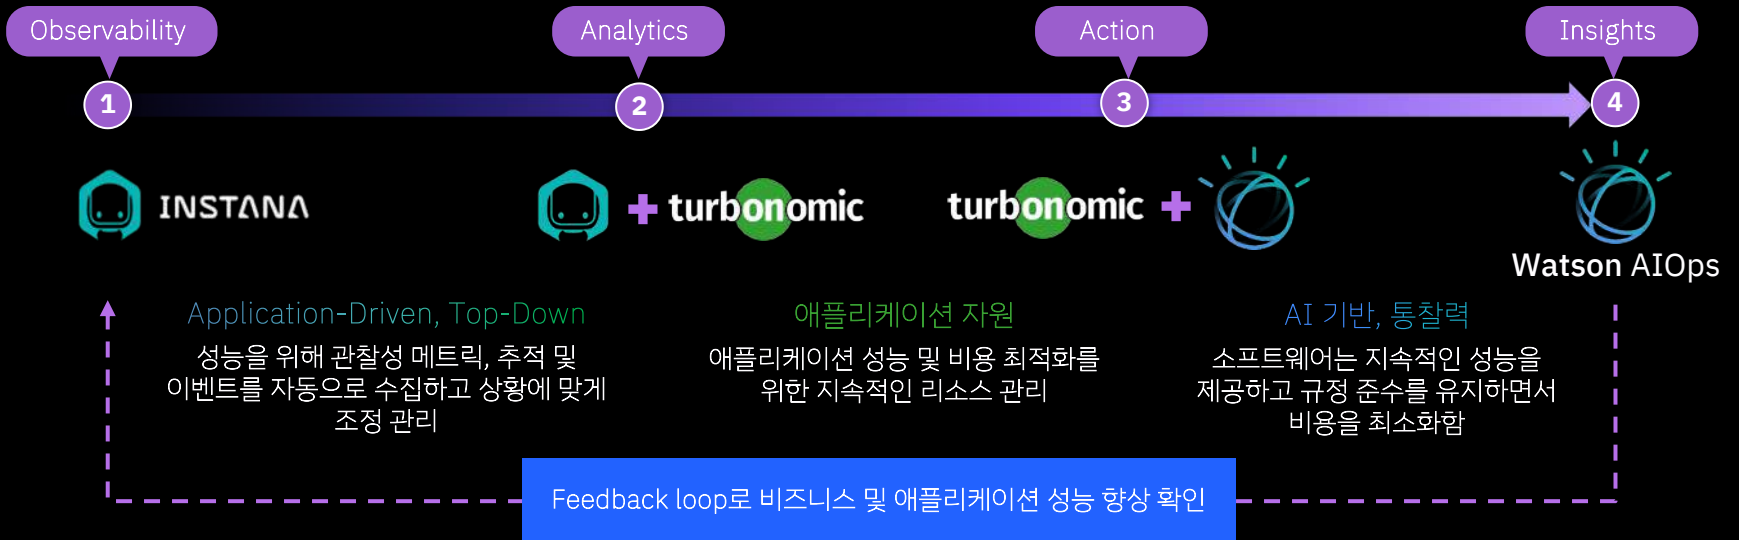 Observability
Analytics
Action
Insights
1
2
3
4
INSTANA
turbonomic
turbonomic
Watson AIOps
Application-Driven, Top-Down
성능을 위해 관찰성 메트릭, 추적 및
이벤트를 자동으로 수집하고 상황에 맞게
조정 관리
애플리케이션 자원
애플리케이션 성능 및 비용 최적화를
위한 지속적인 리소스 관리
AI 기반, 통찰력
소프트웨어는 지속적인 성능을
제공하고 규정 준수를 유지하면서
비용을 최소화함
Feedback loop로 비즈니스 및 애플리케이션 성능 향상 확인